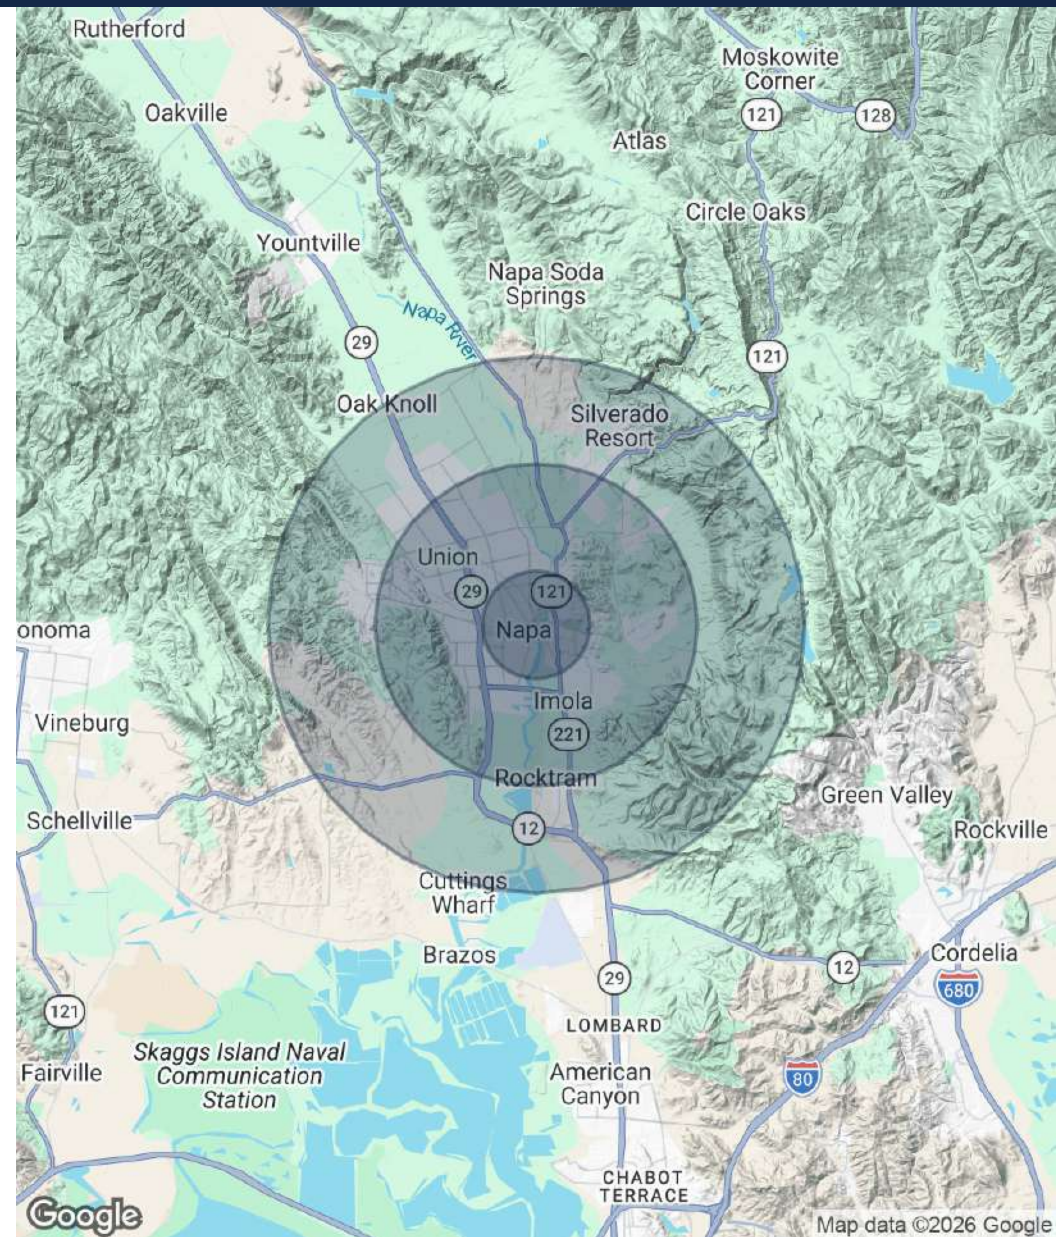 Rutherford
Moskowite
Corner
Oakville
121
128
Atlas
Circle Oaks
Yountville
Napa Soda
Springs
Napa River
29
121
Oak Knoll
Silverado
Resort
Union
29
121
onoma
Napa
Imola
Vineburg
221
Rocktram
Green Valley
Schellville
12
Rockville
Cuttings
Wharf
Brazos
Cordelia
12
29
680
121
LOMBARD
Skaggs Island Naval
Communication
Station
Fairville
American
Canyon
80
CHABOT
TERRACE
Google
Map data ©2026 Google